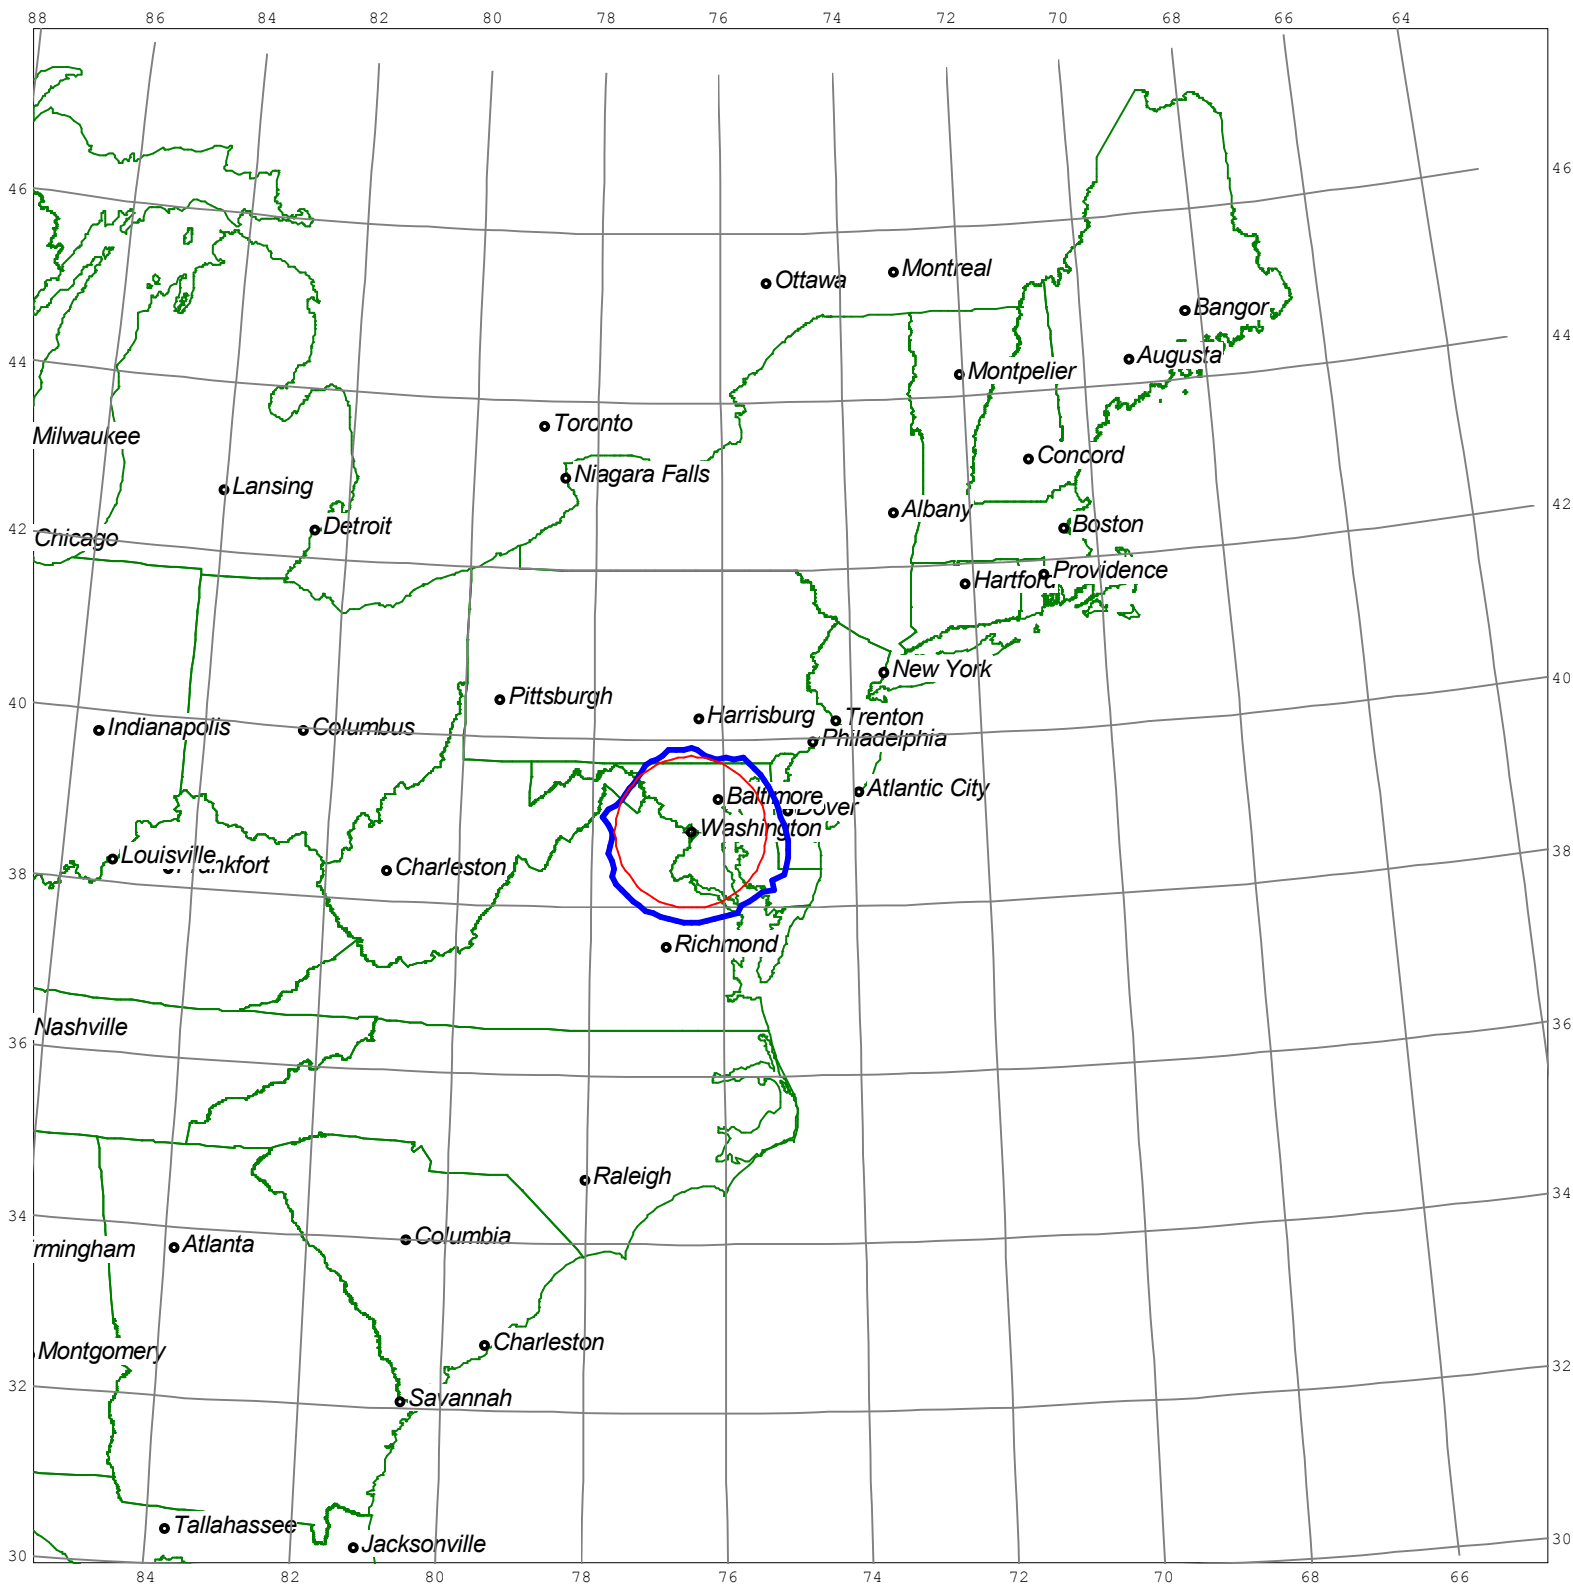 88 86 84 82 80 78 76 74 72 70 68 66 64
46 46
Ottawa
Montreal
Bangor
44 44
Augusta
Montpelier
Toronto
Milwaukee
Concord
Niagara Falls
Lansing
42 42
Albany
Detroit
Boston
Chicago
Hartford
Providence
New York
40 40
Pittsburgh
Harrisburg
Trenton
Indianapolis
Columbus
Philadelphia
Atlantic City
Baltimore
Dover
Washington
38 38
Louisville
nkfort
Charleston
Richmond
Nashville
36 36
Raleigh
34 34
Columbia
rmingham
Atlanta
Charleston
Montgomery
32 32
Savannah
Tallahassee
Jacksonville
30 30
84 82 80 78 76 74 72 70 68 66